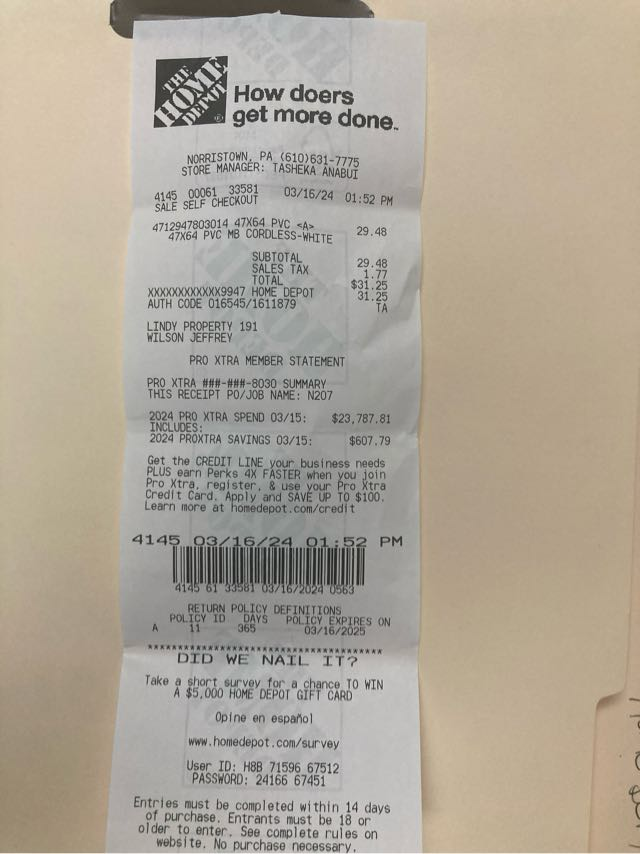 THE
HOME
DEPOT
How doers
get more done.
NORRISTOWN, PA (610)631-7775
STORE MANAGER: TASHEKA ANABUI
4145 00061 33581 03/16/24 01:52 PM
SALE SELF CHECKOUT
4712947803014 47X64 PVC <A> 29.48
47X64 PVC MB CORDLESS-WHITE
SUBTOTAL 29.48
SALES TAX 1.77
TOTAL $31.25
XXXXXXXXXXXX9947 HOME DEPOT 31.25
AUTH CODE 016545/1611879 TA
LINDY PROPERTY 191
WILSON JEFFREY
PRO XTRA MEMBER STATEMENT
PRO XTRA ###-###-8030 SUMMARY
THIS RECEIPT PO/JOB NAME: N207
2024 PRO XTRA SPEND 03/15: $23,787.81
INCLUDES:
2024 PROXTRA SAVINGS 03/15: $607.79
Get the CREDIT LINE your business needs
PLUS earn Perks 4X FASTER when you join
Pro Xtra, register, & use your Pro Xtra
Credit Card. Apply and SAVE UP TO $100.
Learn more at homedepot.com/credit
4145 03/16/24 01:52 PM
4145 61 33581 03/16/2024 0563
RETURN POLICY DEFINITIONS
POLICY ID DAYS POLICY EXPIRES ON
A 11 365 03/16/2025
****************************************
DID WE NAIL IT?
Take a short survey for a chance TO WIN
A $5,000 HOME DEPOT GIFT CARD
Opine en español
www.homedepot.com/survey
User ID: H8B 71596 67512
PASSWORD: 24166 67451
Entries must be completed within 14 days
of purchase. Entrants must be 18 or
older to enter. See complete rules on
website. No purchase necessary.